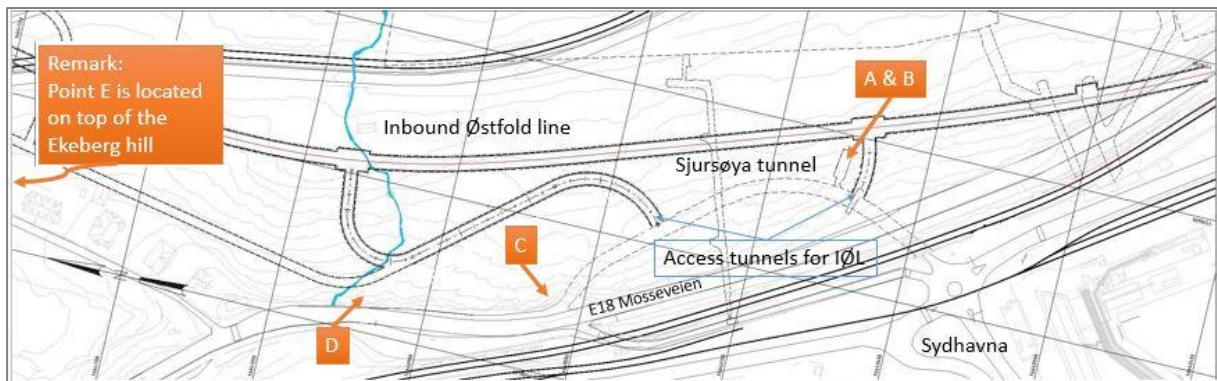 Remark:
Point E is located
on top of the
Ekeberg hill
Inbound Østfold line
A & B
Sjursøya tunnel
C
Access tunnels for IØL
E18 Mosseveien
D
Sydhavna